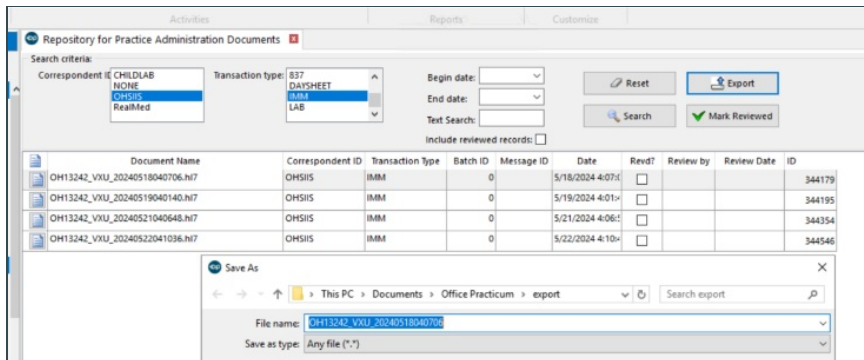 Activities Reports Customize
Repository for Practice Administration Documents
Search criteria:
Correspondent ID CHILDLAB Transaction type: 837 Begin date: Reset Export
NONE DAYSHEET
OHSIIS IMM End date:
RealMed LAB Text Search: Search Mark Reviewed
Include reviewed records:
Document Name Correspondent ID Transaction Type Batch ID Message ID Date Revd? Review by Review Date ID
OH13242_VXU_20240518040706.hl7 OHSIIS IMM 0 5/18/2024 4:07: 344179
OH13242_VXU_20240519040140.hl7 OHSIIS IMM 0 5/19/2024 4:01: 344195
OH13242_VXU_20240521040648.hl7 OHSIIS IMM 0 5/21/2024 4:06: 344354
OH13242_VXU_20240522041036.hl7 OHSIIS IMM 0 5/22/2024 4:10: 344546
Save As
This PC > Documents > Office Practicum > export Search export
File name: OH13242_VXU_20240518040706
Save as type: Any file (*.*)